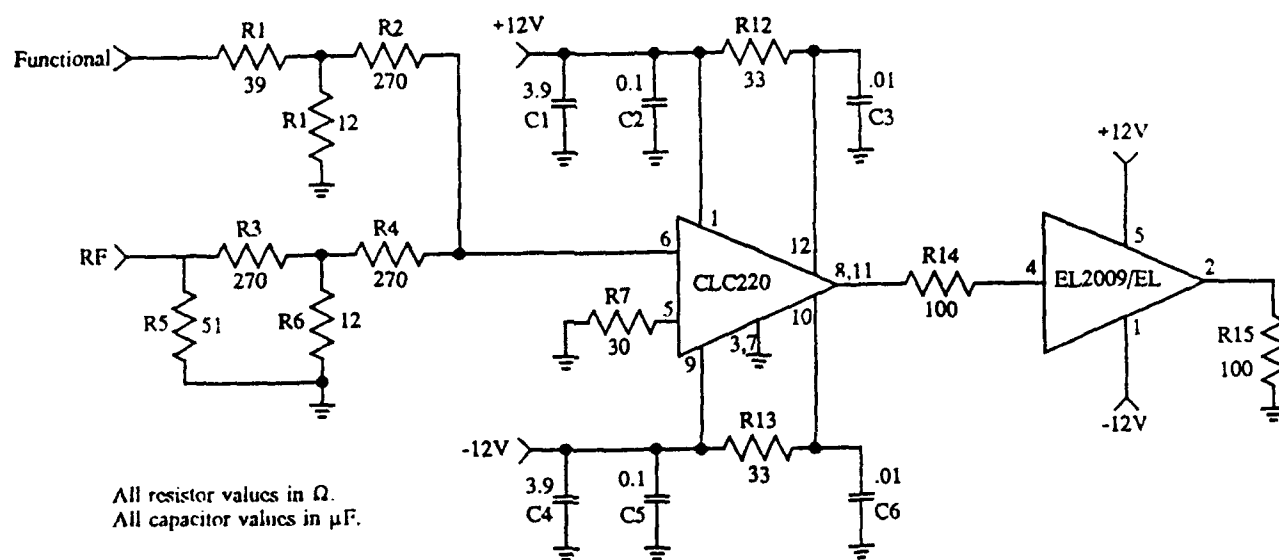 Functional
R1
39
R2
270
R1
12
RF
R3
270
R4
270
R5
51
R6
12
+12V
R12
33
3.9
C1
0.1
C2
.01
C3
1
6
12
CLC220
8,11
5
10
3,7
9
R7
30
R14
100
+12V
5
4
EL2009/EL
2
1
-12V
R15
100
-12V
R13
33
3.9
C4
0.1
C5
.01
C6
All resistor values in Ω.
All capacitor values in µF.